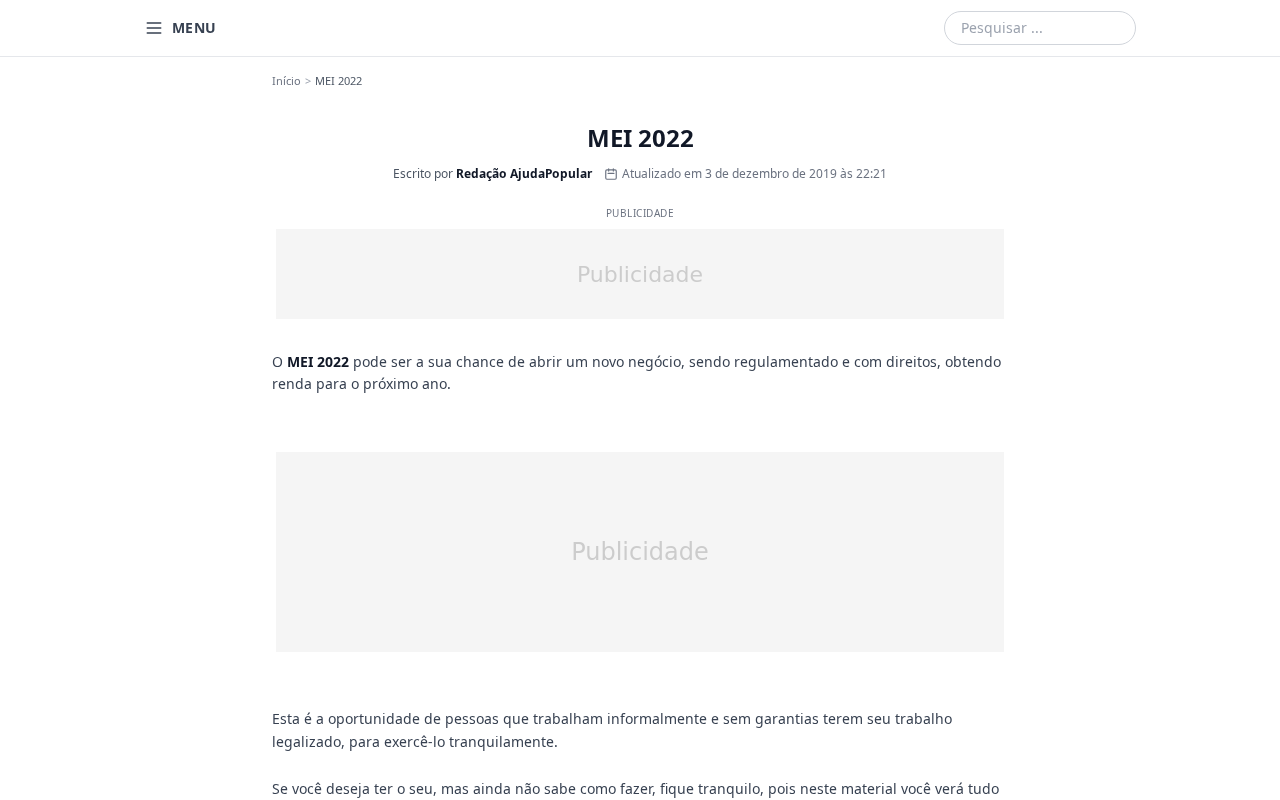 MENU
Pesquisar ...
Início > MEI 2022
MEI 2022
Escrito por Redação AjudaPopular Atualizado em 3 de dezembro de 2019 às 22:21
PUBLICIDADE
Publicidade
O MEI 2022 pode ser a sua chance de abrir um novo negócio, sendo regulamentado e com direitos, obtendo
renda para o próximo ano.
Publicidade
Esta é a oportunidade de pessoas que trabalham informalmente e sem garantias terem seu trabalho
legalizado, para exercê-lo tranquilamente.
Se você deseja ter o seu, mas ainda não sabe como fazer, fique tranquilo, pois neste material você verá tudo